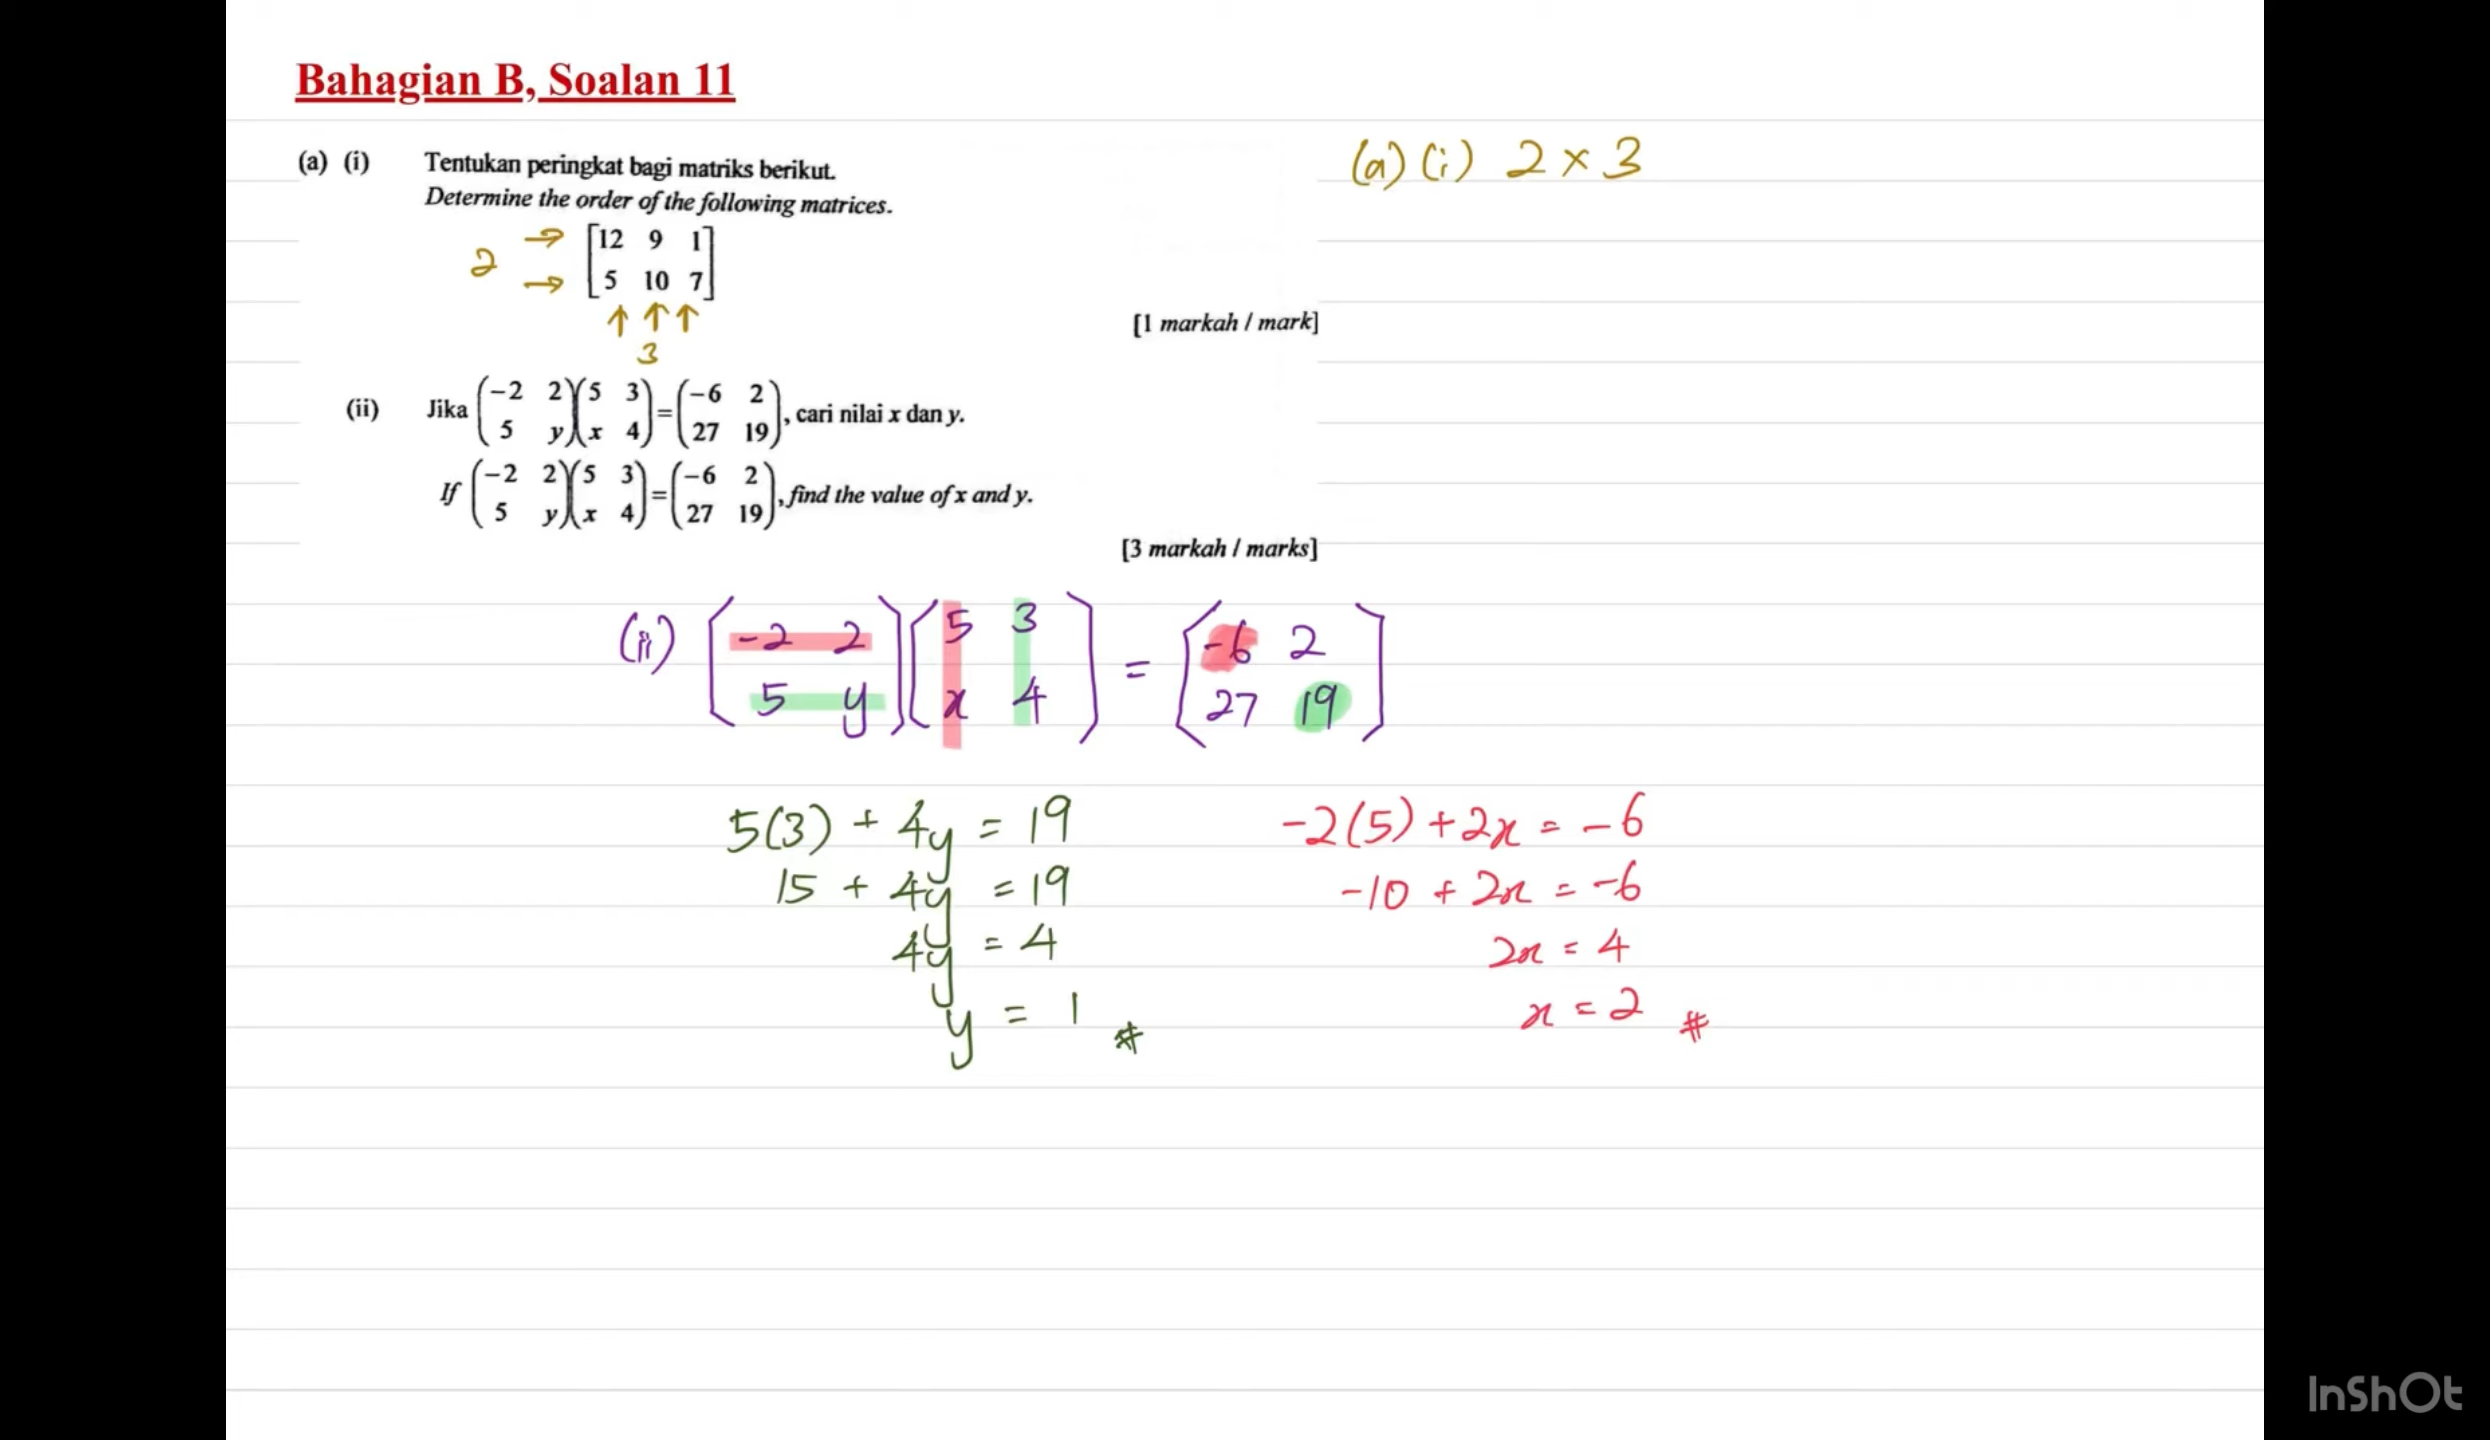 Bahagian B, Soalan 11
(a) (i) Tentukan peringkat bagi matriks berikut.
(a) (i) 2 × 3
Determine the order of the following matrices.
2 → [12 9 1]
→ [5 10 7]
↑ ↑ ↑
3
[1 markah / mark]
(ii) Jika (-2 2)(5 3) = (-6 2)
(5 y)(x 4) (27 19), cari nilai x dan y.
If (-2 2)(5 3) = (-6 2)
(5 y)(x 4) (27 19), find the value of x and y.
[3 markah / marks]
(ii) [-2 2][5 3] = [-6 2]
[5 y][x 4] [27 19]
5(3) + 4y = 19
15 + 4y = 19
4y = 4
y = 1 #
-2(5) + 2x = -6
-10 + 2x = -6
2x = 4
x = 2 #
InShOt